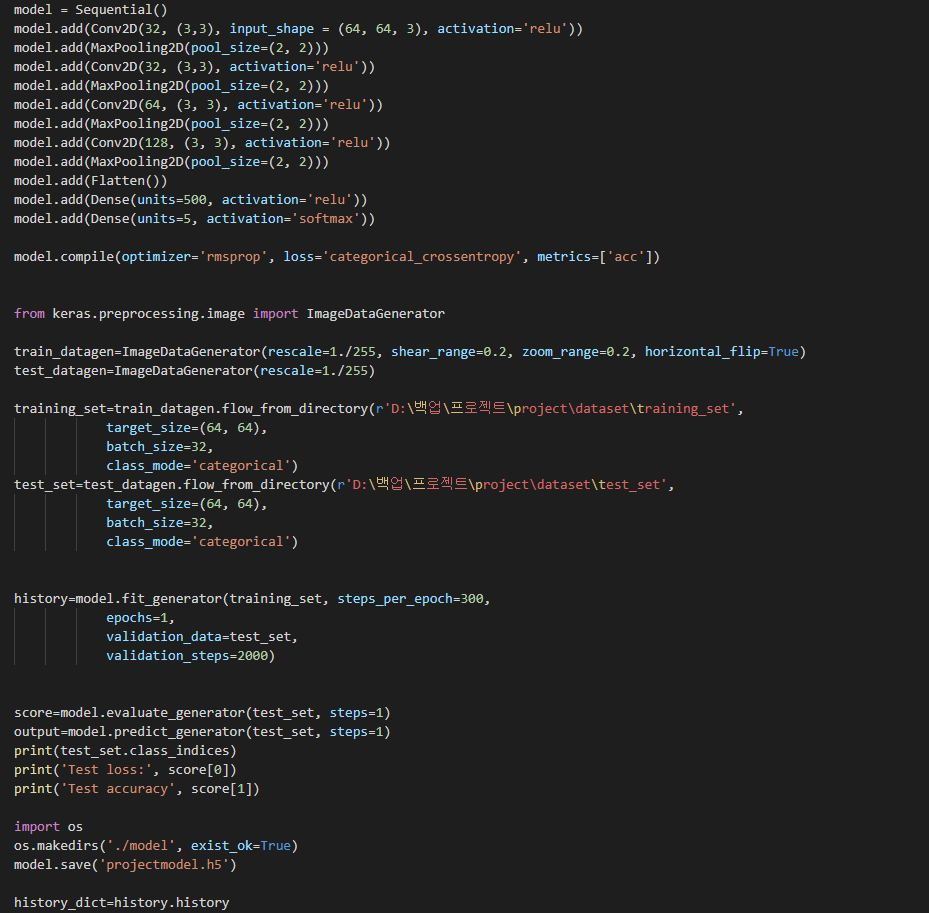 model = Sequential()
model.add(Conv2D(32, (3,3), input_shape = (64, 64, 3), activation='relu'))
model.add(MaxPooling2D(pool_size=(2, 2)))
model.add(Conv2D(32, (3,3), activation='relu'))
model.add(MaxPooling2D(pool_size=(2, 2)))
model.add(Conv2D(64, (3, 3), activation='relu'))
model.add(MaxPooling2D(pool_size=(2, 2)))
model.add(Conv2D(128, (3, 3), activation='relu'))
model.add(MaxPooling2D(pool_size=(2, 2)))
model.add(Flatten())
model.add(Dense(units=500, activation='relu'))
model.add(Dense(units=5, activation='softmax'))
model.compile(optimizer='rmsprop', loss='categorical_crossentropy', metrics=['acc'])
from keras.preprocessing.image import ImageDataGenerator
train_datagen=ImageDataGenerator(rescale=1./255, shear_range=0.2, zoom_range=0.2, horizontal_flip=True)
test_datagen=ImageDataGenerator(rescale=1./255)
training_set=train_datagen.flow_from_directory(r'D:\백업\프로젝트\project\dataset\training_set',
target_size=(64, 64),
batch_size=32,
class_mode='categorical')
test_set=test_datagen.flow_from_directory(r'D:\백업\프로젝트\project\dataset\test_set',
target_size=(64, 64),
batch_size=32,
class_mode='categorical')
history=model.fit_generator(training_set, steps_per_epoch=300,
epochs=1,
validation_data=test_set,
validation_steps=2000)
score=model.evaluate_generator(test_set, steps=1)
output=model.predict_generator(test_set, steps=1)
print(test_set.class_indices)
print('Test loss:', score[0])
print('Test accuracy', score[1])
import os
os.makedirs('./model', exist_ok=True)
model.save('projectmodel.h5')
history_dict=history.history